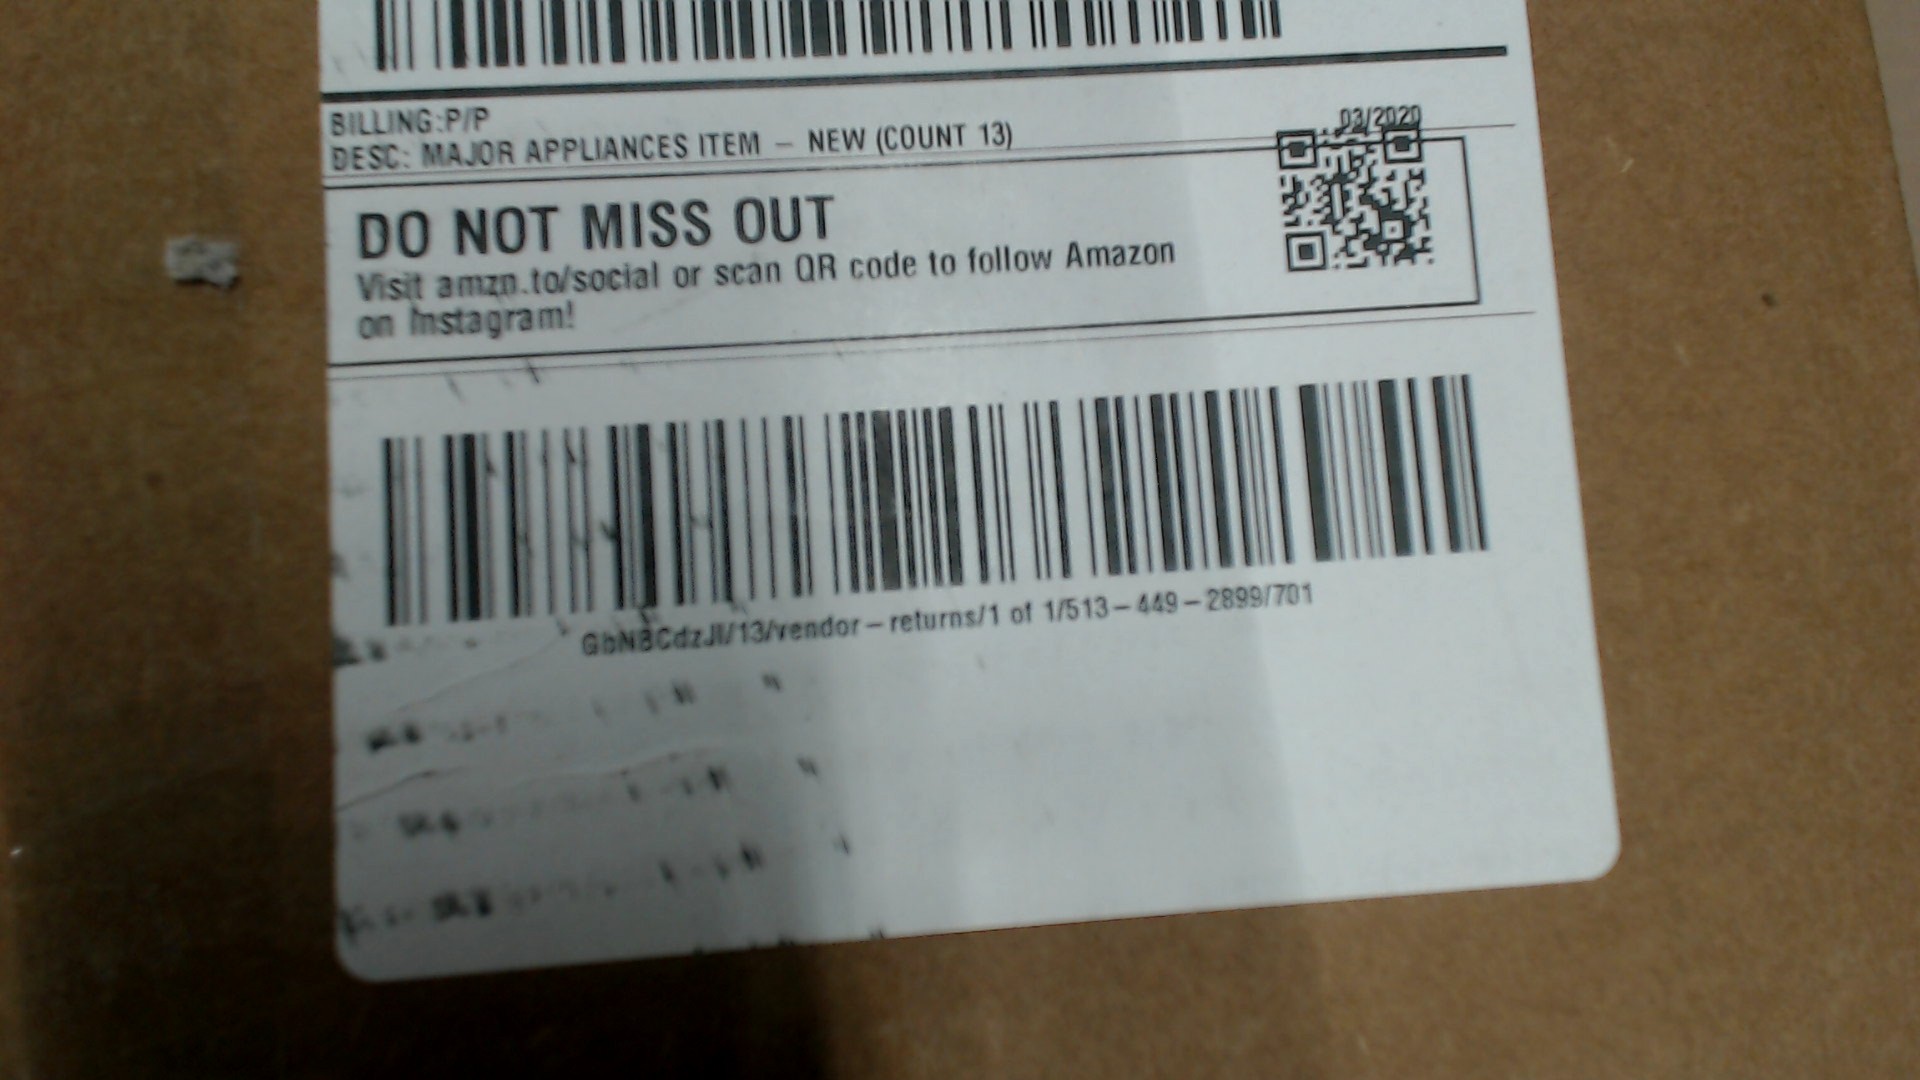 BILLING:P/P
DESC: MAJOR APPLIANCES ITEM – NEW (COUNT 13)
03/2020
DO NOT MISS OUT
Visit amzn.to/social or scan QR code to follow Amazon
on Instagram!
GbNBCdzJl/13/vendor–returns/1 of 1/513–449–2899/701